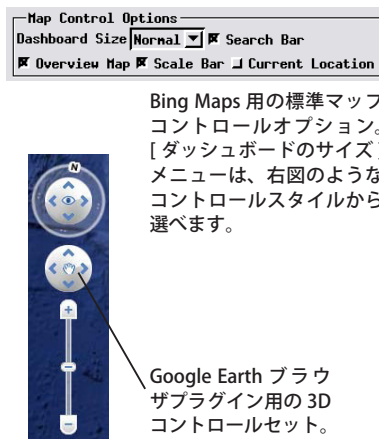 Map Control Options
Dashboard Size Normal Search Bar
Overview Map Scale Bar Current Location
Bing Maps 用の標準マップ
コントロールオプション。
[ ダッシュボードのサイズ ]
メニューは、右図のような
コントロールスタイルから
選べます。
N
Google Earth ブラウ
ザプラグイン用の 3D
コントロールセット。